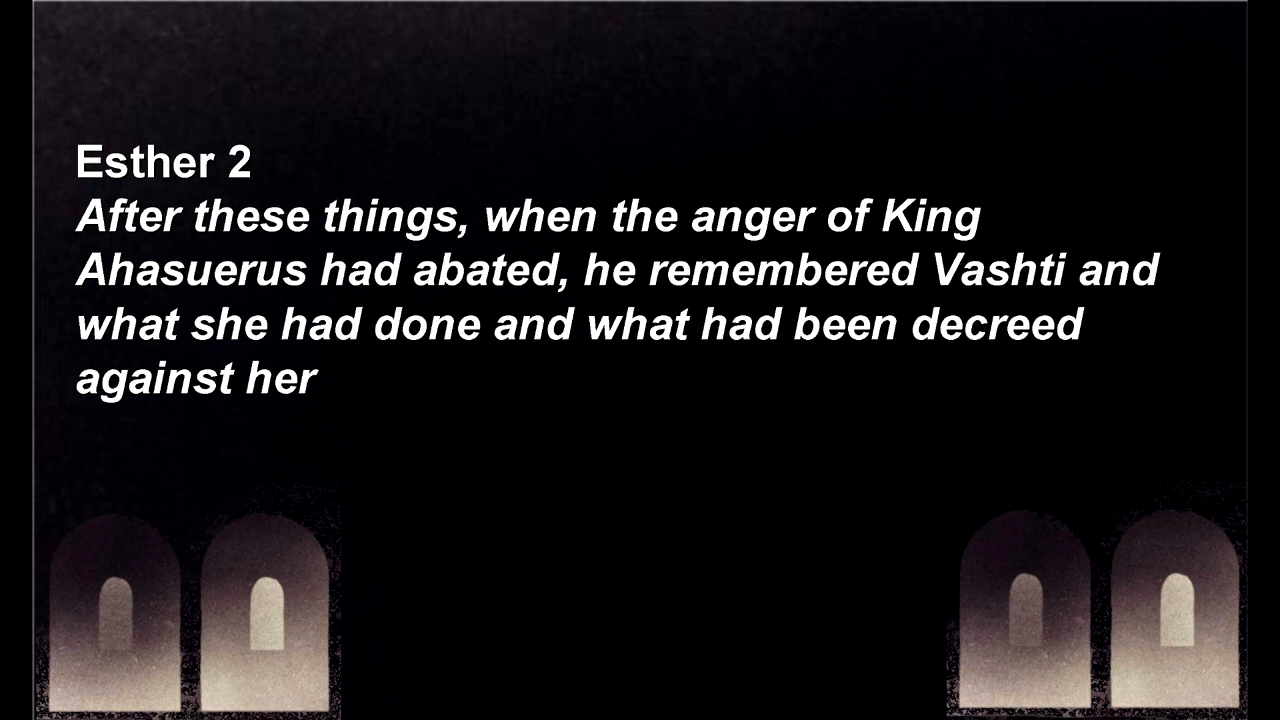 Esther 2
After these things, when the anger of King
Ahasuerus had abated, he remembered Vashti and
what she had done and what had been decreed
against her